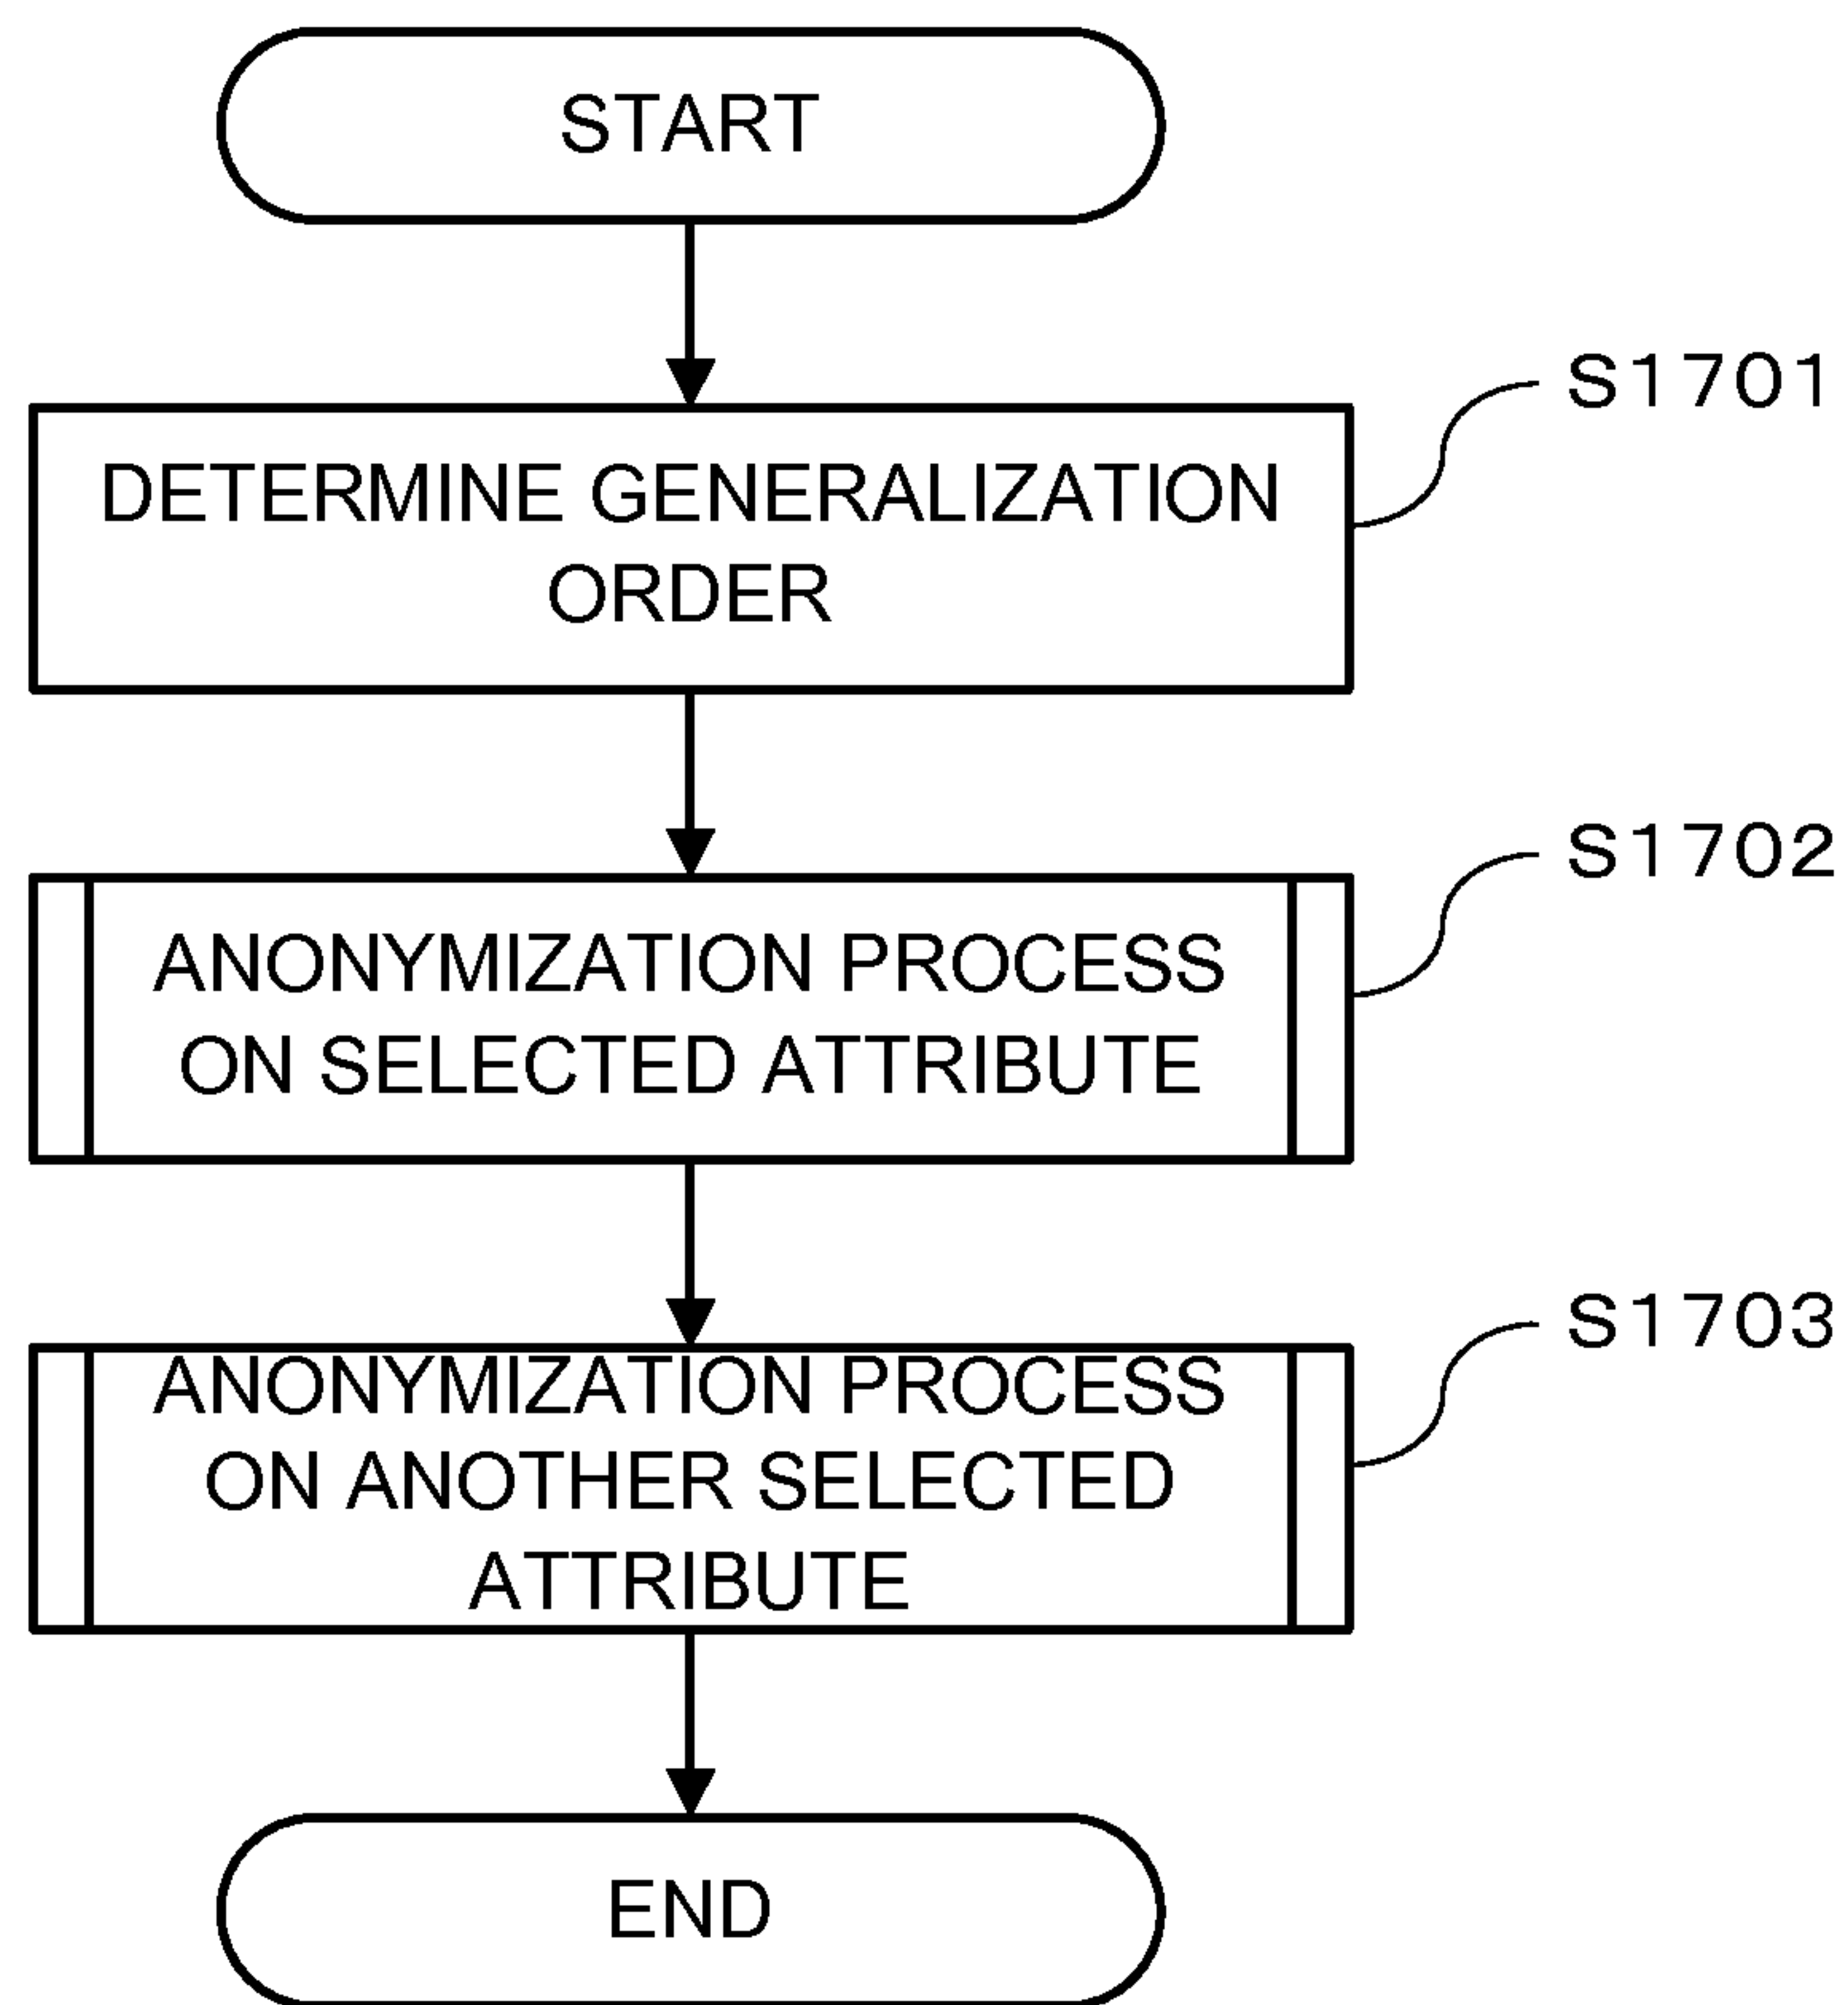 START
S1701
DETERMINE GENERALIZATION
ORDER
S1702
ANONYMIZATION PROCESS
ON SELECTED ATTRIBUTE
S1703
ANONYMIZATION PROCESS
ON ANOTHER SELECTED
ATTRIBUTE
END